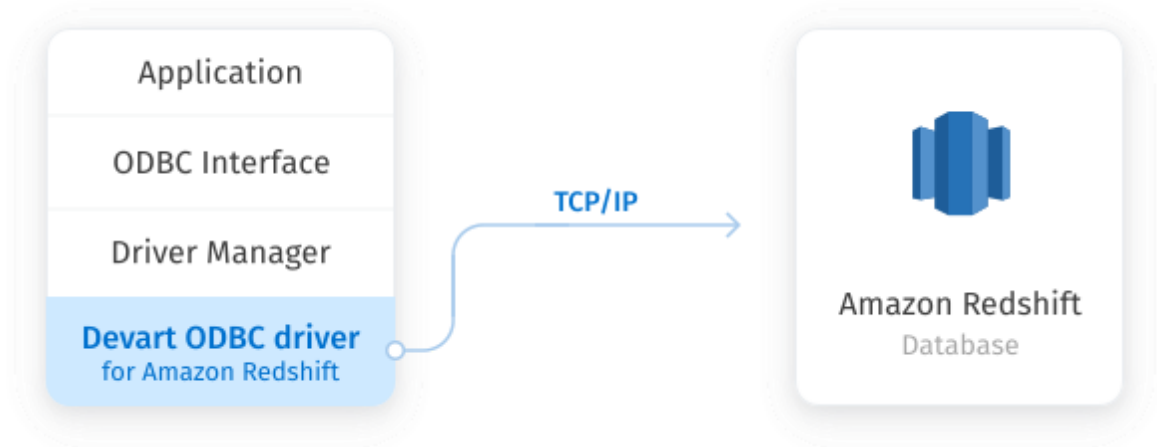 Application
ODBC Interface
Driver Manager
Devart ODBC driver
for Amazon Redshift
TCP/IP
Amazon Redshift
Database